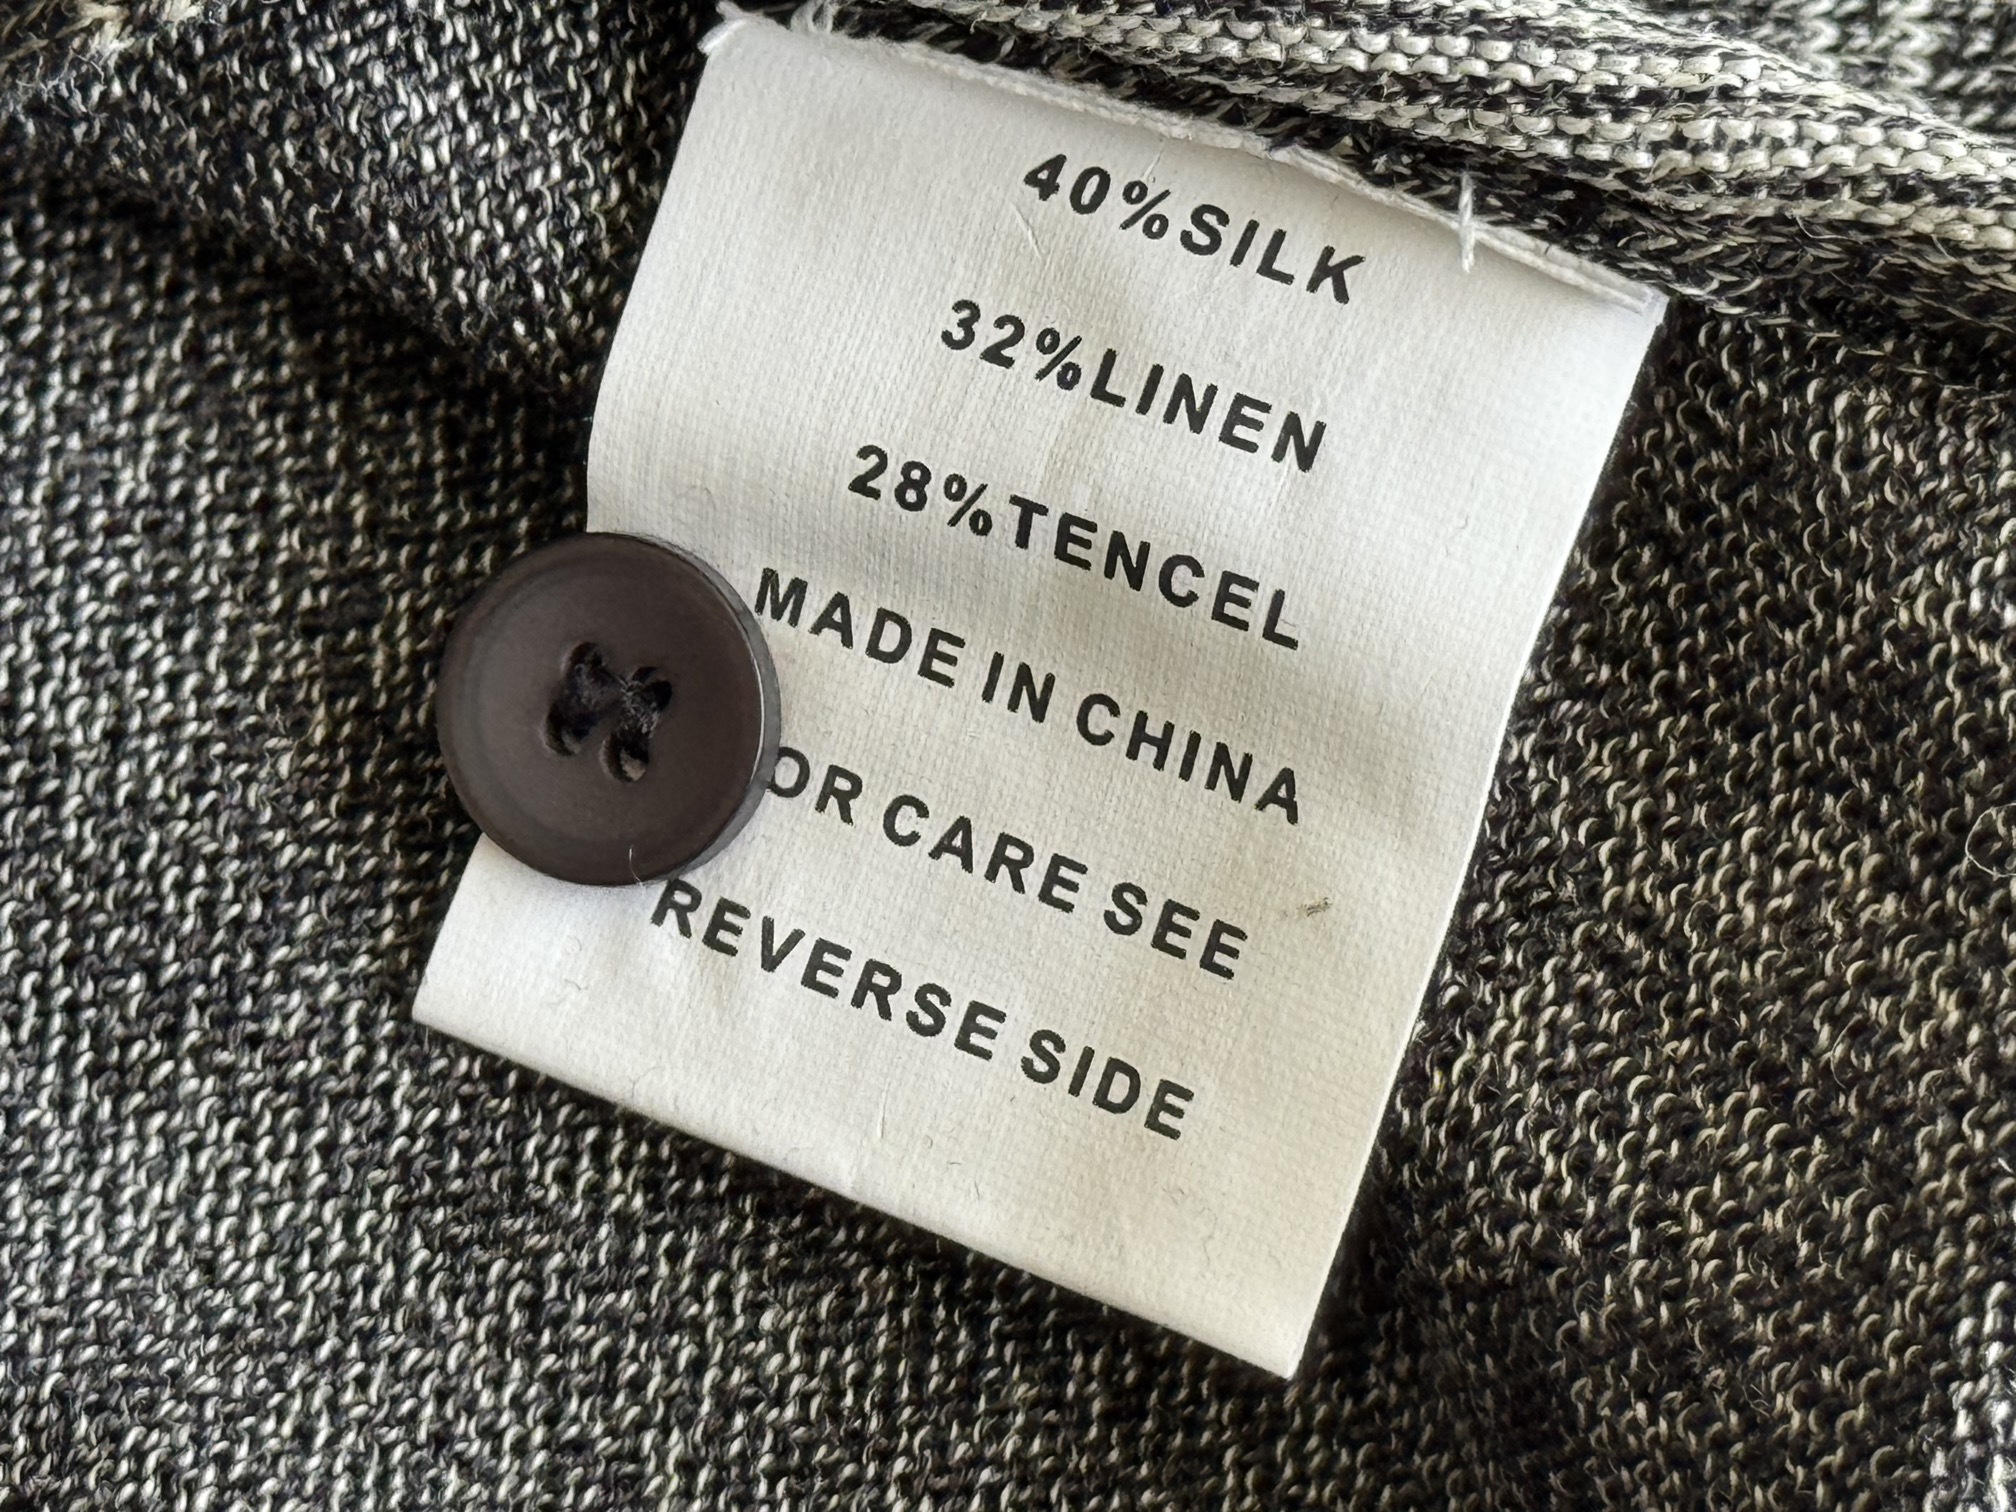 40%SILK
32%LINEN
28%TENCEL
MADE IN CHINA
OR CARE SEE
REVERSE SIDE